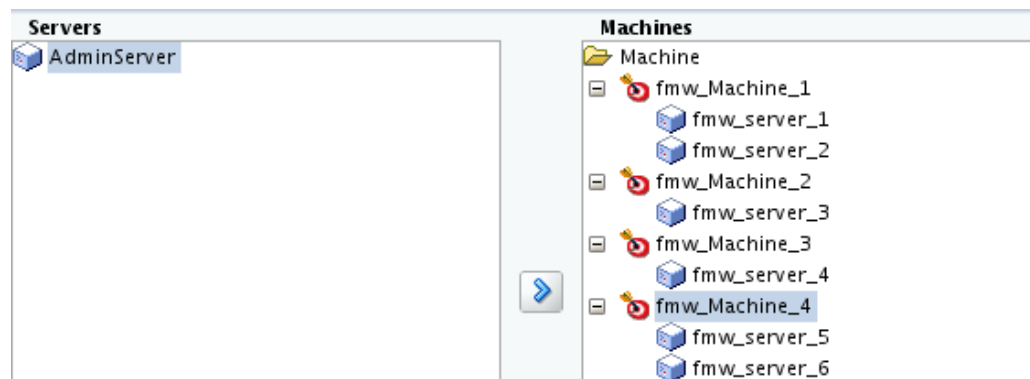 Servers
AdminServer
Machines
Machine
fmw_Machine_1
fmw_server_1
fmw_server_2
fmw_Machine_2
fmw_server_3
fmw_Machine_3
fmw_server_4
fmw_Machine_4
fmw_server_5
fmw_server_6